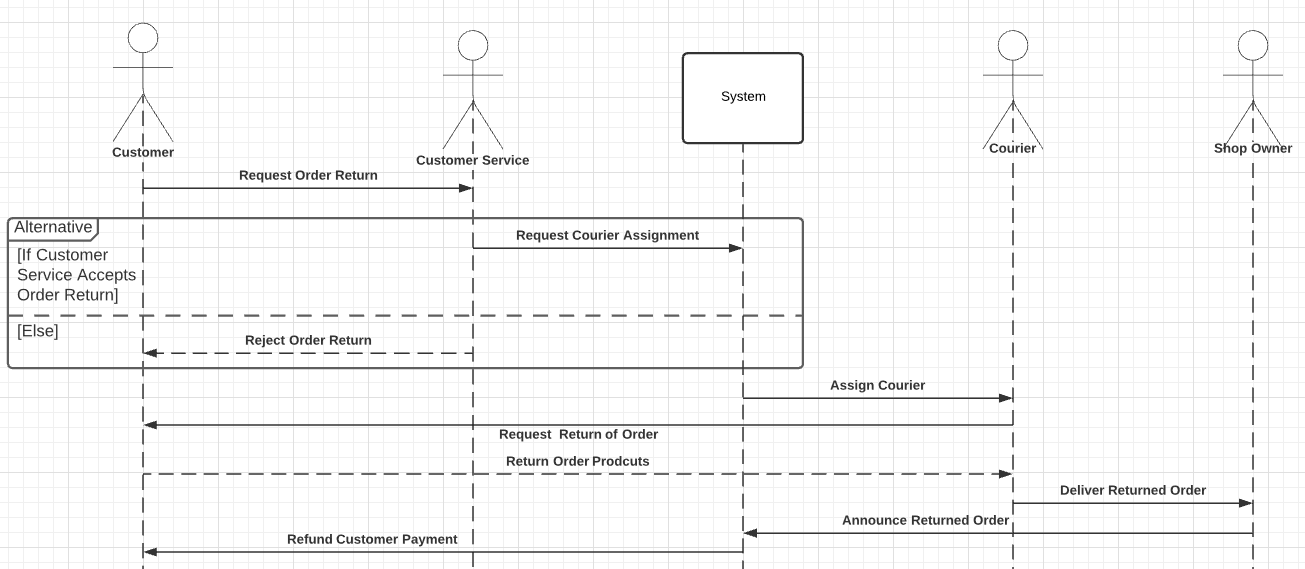 System
Customer
Customer Service
Courier
Shop Owner
Request Order Return
Alternative
Request Courier Assignment
[If Customer
Service Accepts
Order Return]
[Else]
Reject Order Return
Assign Courier
Request Return of Order
Return Order Prodcuts
Deliver Returned Order
Announce Returned Order
Refund Customer Payment